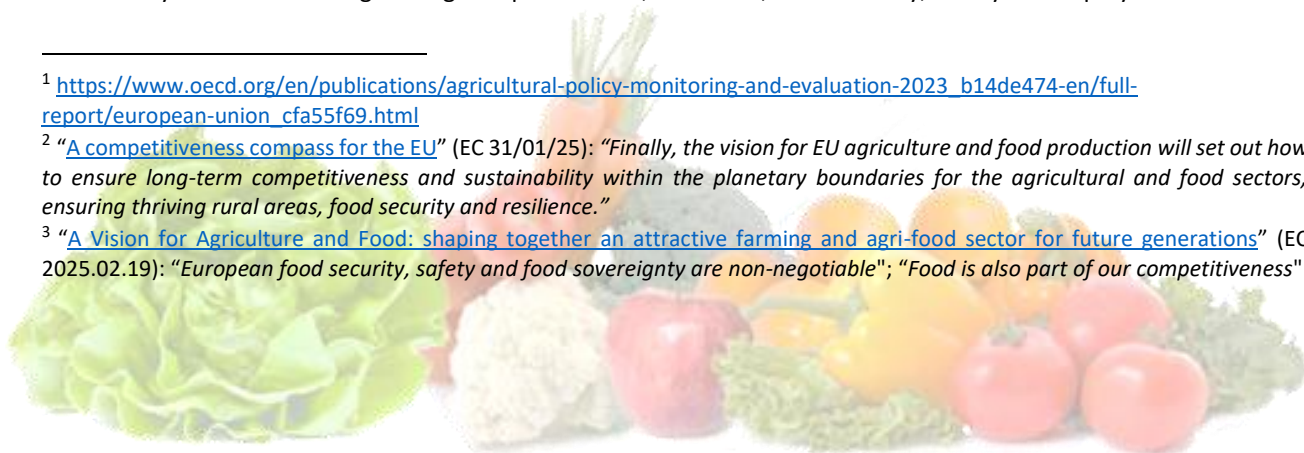 1 https://www.oecd.org/en/publications/agricultural-policy-monitoring-and-evaluation-2023_b14de474-en/full-
report/european-union_cfa55f69.html
2 “A competitiveness compass for the EU” (EC 31/01/25): “Finally, the vision for EU agriculture and food production will set out how
to ensure long-term competitiveness and sustainability within the planetary boundaries for the agricultural and food sectors,
ensuring thriving rural areas, food security and resilience.”
3 “A Vision for Agriculture and Food: shaping together an attractive farming and agri-food sector for future generations” (EC
2025.02.19): “European food security, safety and food sovereignty are non-negotiable"; “Food is also part of our competitiveness"